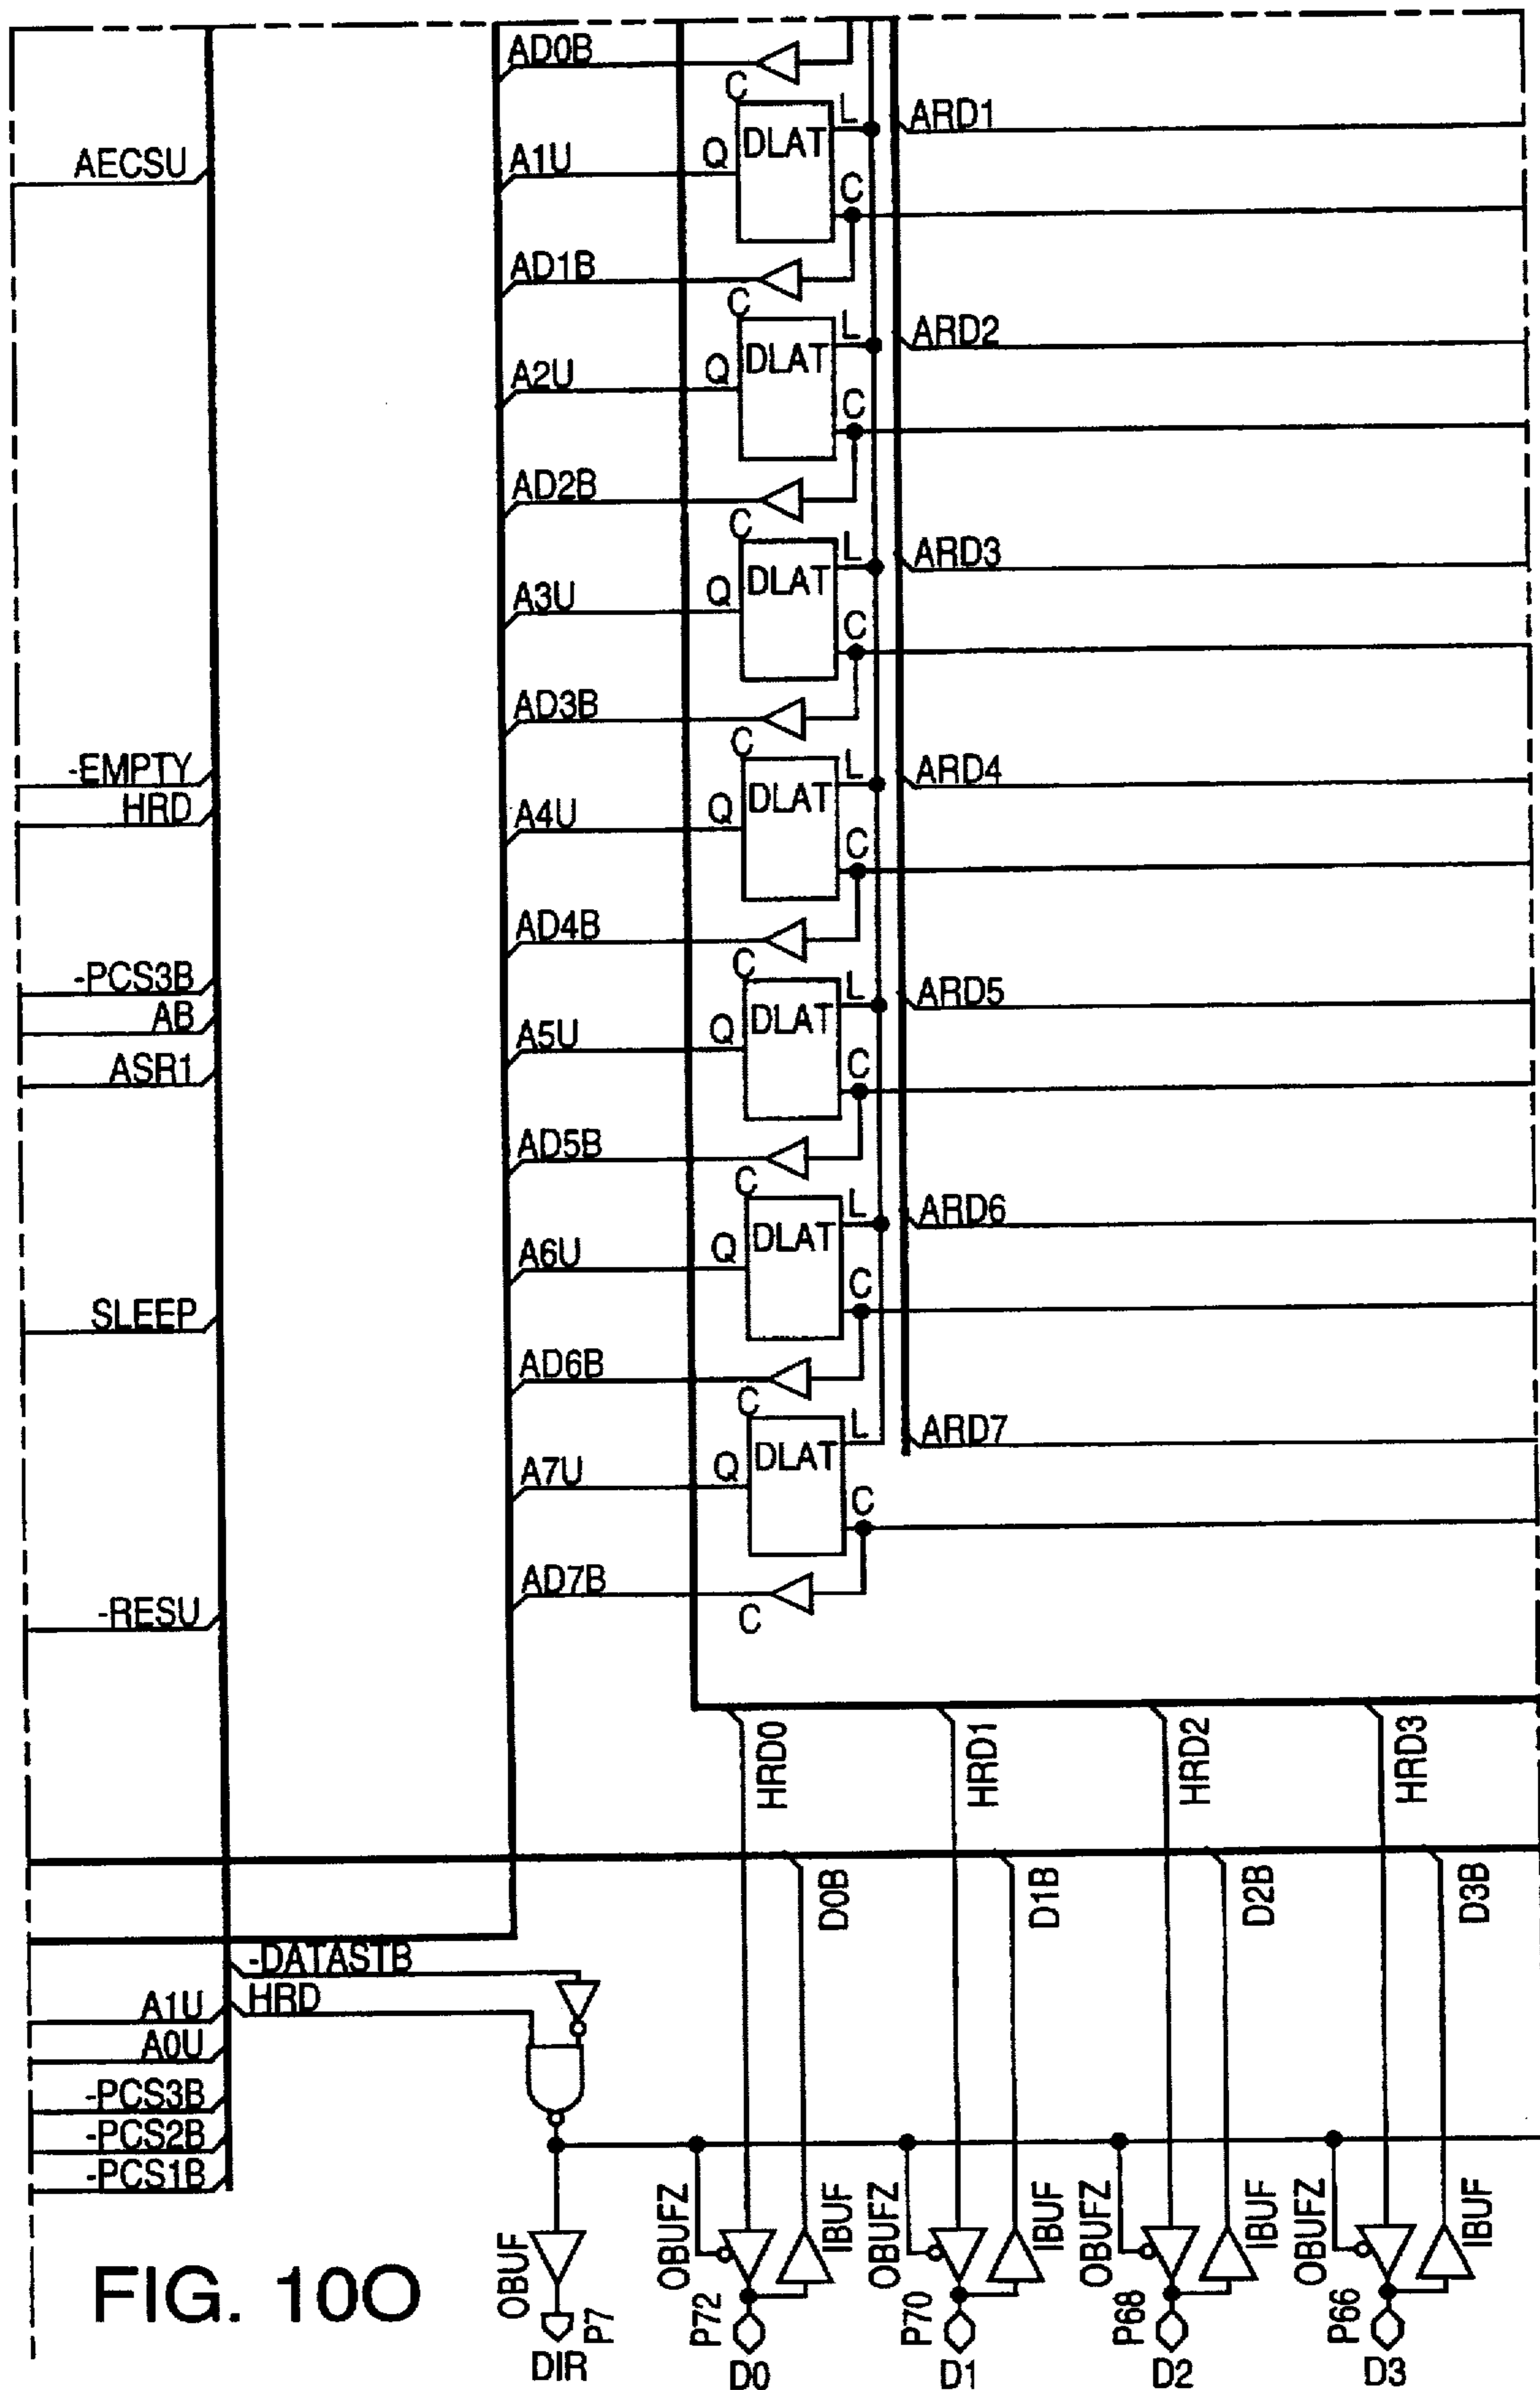 AD0B
C
L
ARD1
DLAT
AECSU
A1U
Q
C
AD1B
C
L
ARD2
DLAT
A2U
Q
C
AD2B
C
L
ARD3
DLAT
A3U
Q
C
AD3B
C
-EMPTY
L
ARD4
DLAT
HRD
A4U
Q
C
AD4B
C
-PCS3B
L
ARD5
AB
DLAT
A5U
Q
ASR1
C
AD5B
C
L
ARD6
DLAT
A6U
Q
SLEEP
C
AD6B
C
L
ARD7
DLAT
A7U
Q
C
AD7B
-RESU
C
HRD0
HRD1
HRD2
HRD3
D0B
D1B
D2B
D3B
-DATASTB
A1U
HRD
A0U
-PCS3B
-PCS2B
-PCS1B
OBUF
OBUFZ
IBUF
OBUFZ
IBUF
OBUFZ
IBUF
OBUFZ
IBUF
P7
P72
P70
P68
P66
DIR
D0
D1
D2
D3
FIG. 10O